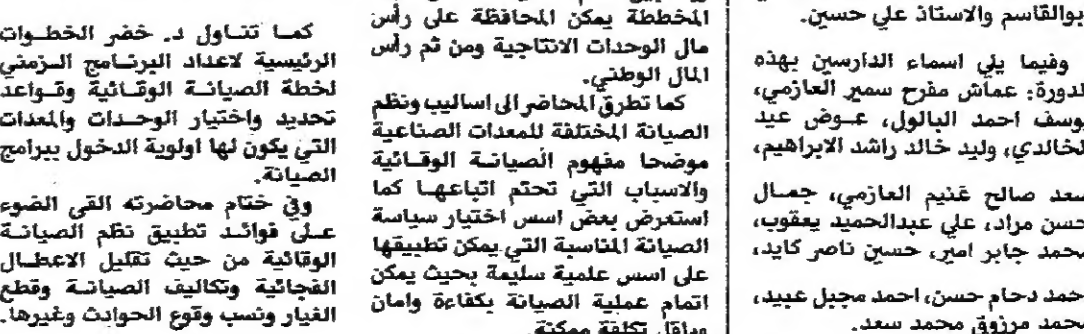 بوالقاسم والاستاذ علي حسين.
وفيما يلي اسماء الدارسين بهذه
لدورة: عماش مفرح سمير العازمي،
يوسف احمد البالول، عوض عيد
لخالدي، وليد خالد راشد الابراهيم،
سعد صالح غنيم العازمي، جمال
حسن مراد، علي عبدالحميد يعقوب،
محمد جابر امير، حسين ناصر كايد،
حمد دحام حسن، احمد مجبل عبيد،
محمد مرزوق محمد سعد.
المخططة يمكن المحافظة على رأس
مال الوحدات الانتاجية ومن ثم رأس
المال الوطني.
كما تطرق المحاضر الى اساليب ونظم
الصيانة المختلفة للمعدات الصناعية
موضحا مفهوم الصيانة الوقائية
والاسباب التي تحتم اتباعها كما
استعرض بعض اسس اختيار سياسة
الصيانة المناسبة التي يمكن تطبيقها
على اسس علمية سليمة بحيث يمكن
اتمام عملية الصيانة بكفاءة وامان
وباقل تكلفة ممكنة.
كما تناول د. خضر الخطوات
الرئيسية لاعداد البرنامج الزمني
لخطة الصيانة الوقائية وقواعد
تحديد واختيار الوحدات والمعدات
التي يكون لها اولوية الدخول ببرامج
الصيانة.
وفي ختام محاضرته القى الضوء
على فوائد تطبيق نظم الصيانة
الوقائية من حيث تقليل الاعطال
الفجائية وتكاليف الصيانة وقطع
الغيار ونسب وقوع الحوادث وغيرها.